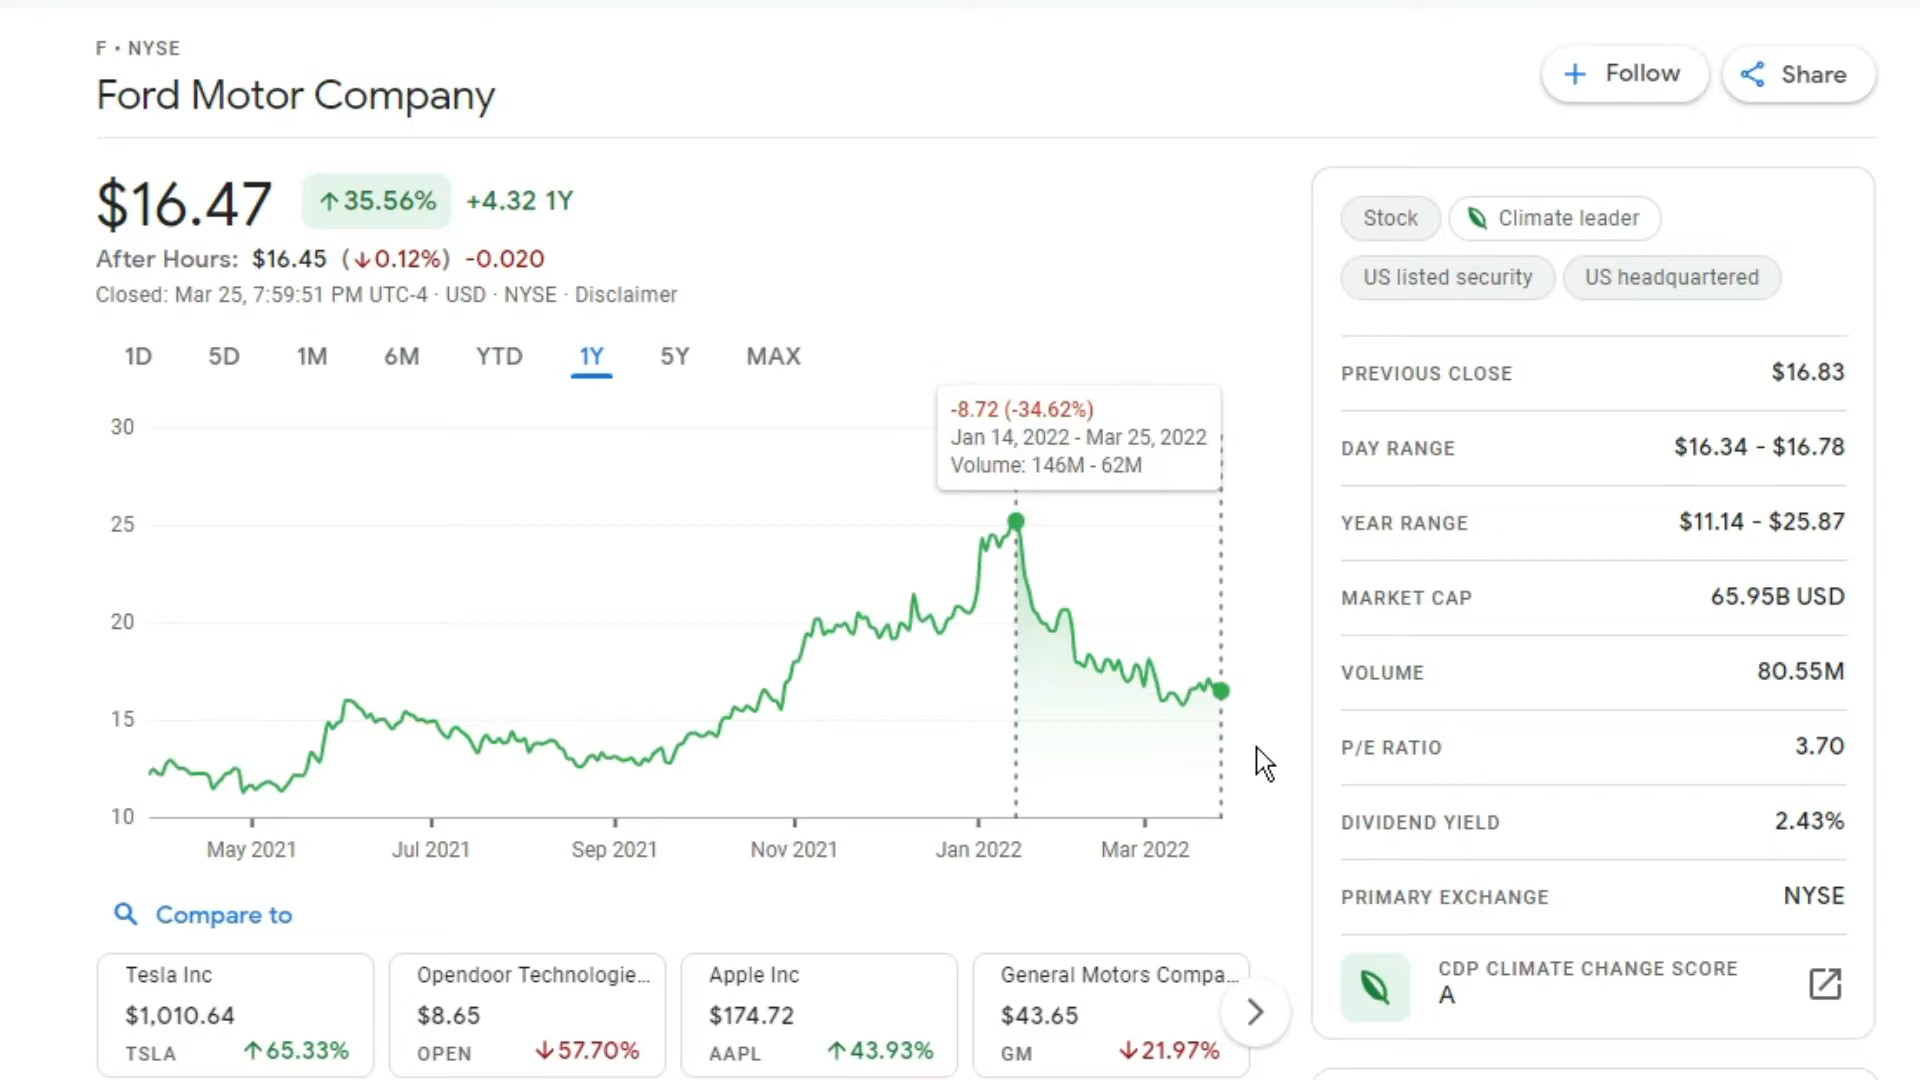 F • NYSE
Ford Motor Company
Follow
Share
$16.47
↑35.56%
+4.32 1Y
After Hours: $16.45 (↓0.12%) -0.020
Closed: Mar 25, 7:59:51 PM UTC-4 · USD · NYSE · Disclaimer
1D 5D 1M 6M YTD 1Y 5Y MAX
-8.72 (-34.62%)
Jan 14, 2022 - Mar 25, 2022
Volume: 146M - 62M
30
25
20
15
10
May 2021 Jul 2021 Sep 2021 Nov 2021 Jan 2022 Mar 2022
Compare to
Tesla Inc
$1,010.64
TSLA ↑65.33%
Opendoor Technologie...
$8.65
OPEN ↓57.70%
Apple Inc
$174.72
AAPL ↑43.93%
General Motors Compa...
$43.65
GM ↓21.97%
Stock
Climate leader
US listed security
US headquartered
PREVIOUS CLOSE $16.83
DAY RANGE $16.34 - $16.78
YEAR RANGE $11.14 - $25.87
MARKET CAP 65.95B USD
VOLUME 80.55M
P/E RATIO 3.70
DIVIDEND YIELD 2.43%
PRIMARY EXCHANGE NYSE
CDP CLIMATE CHANGE SCORE
A